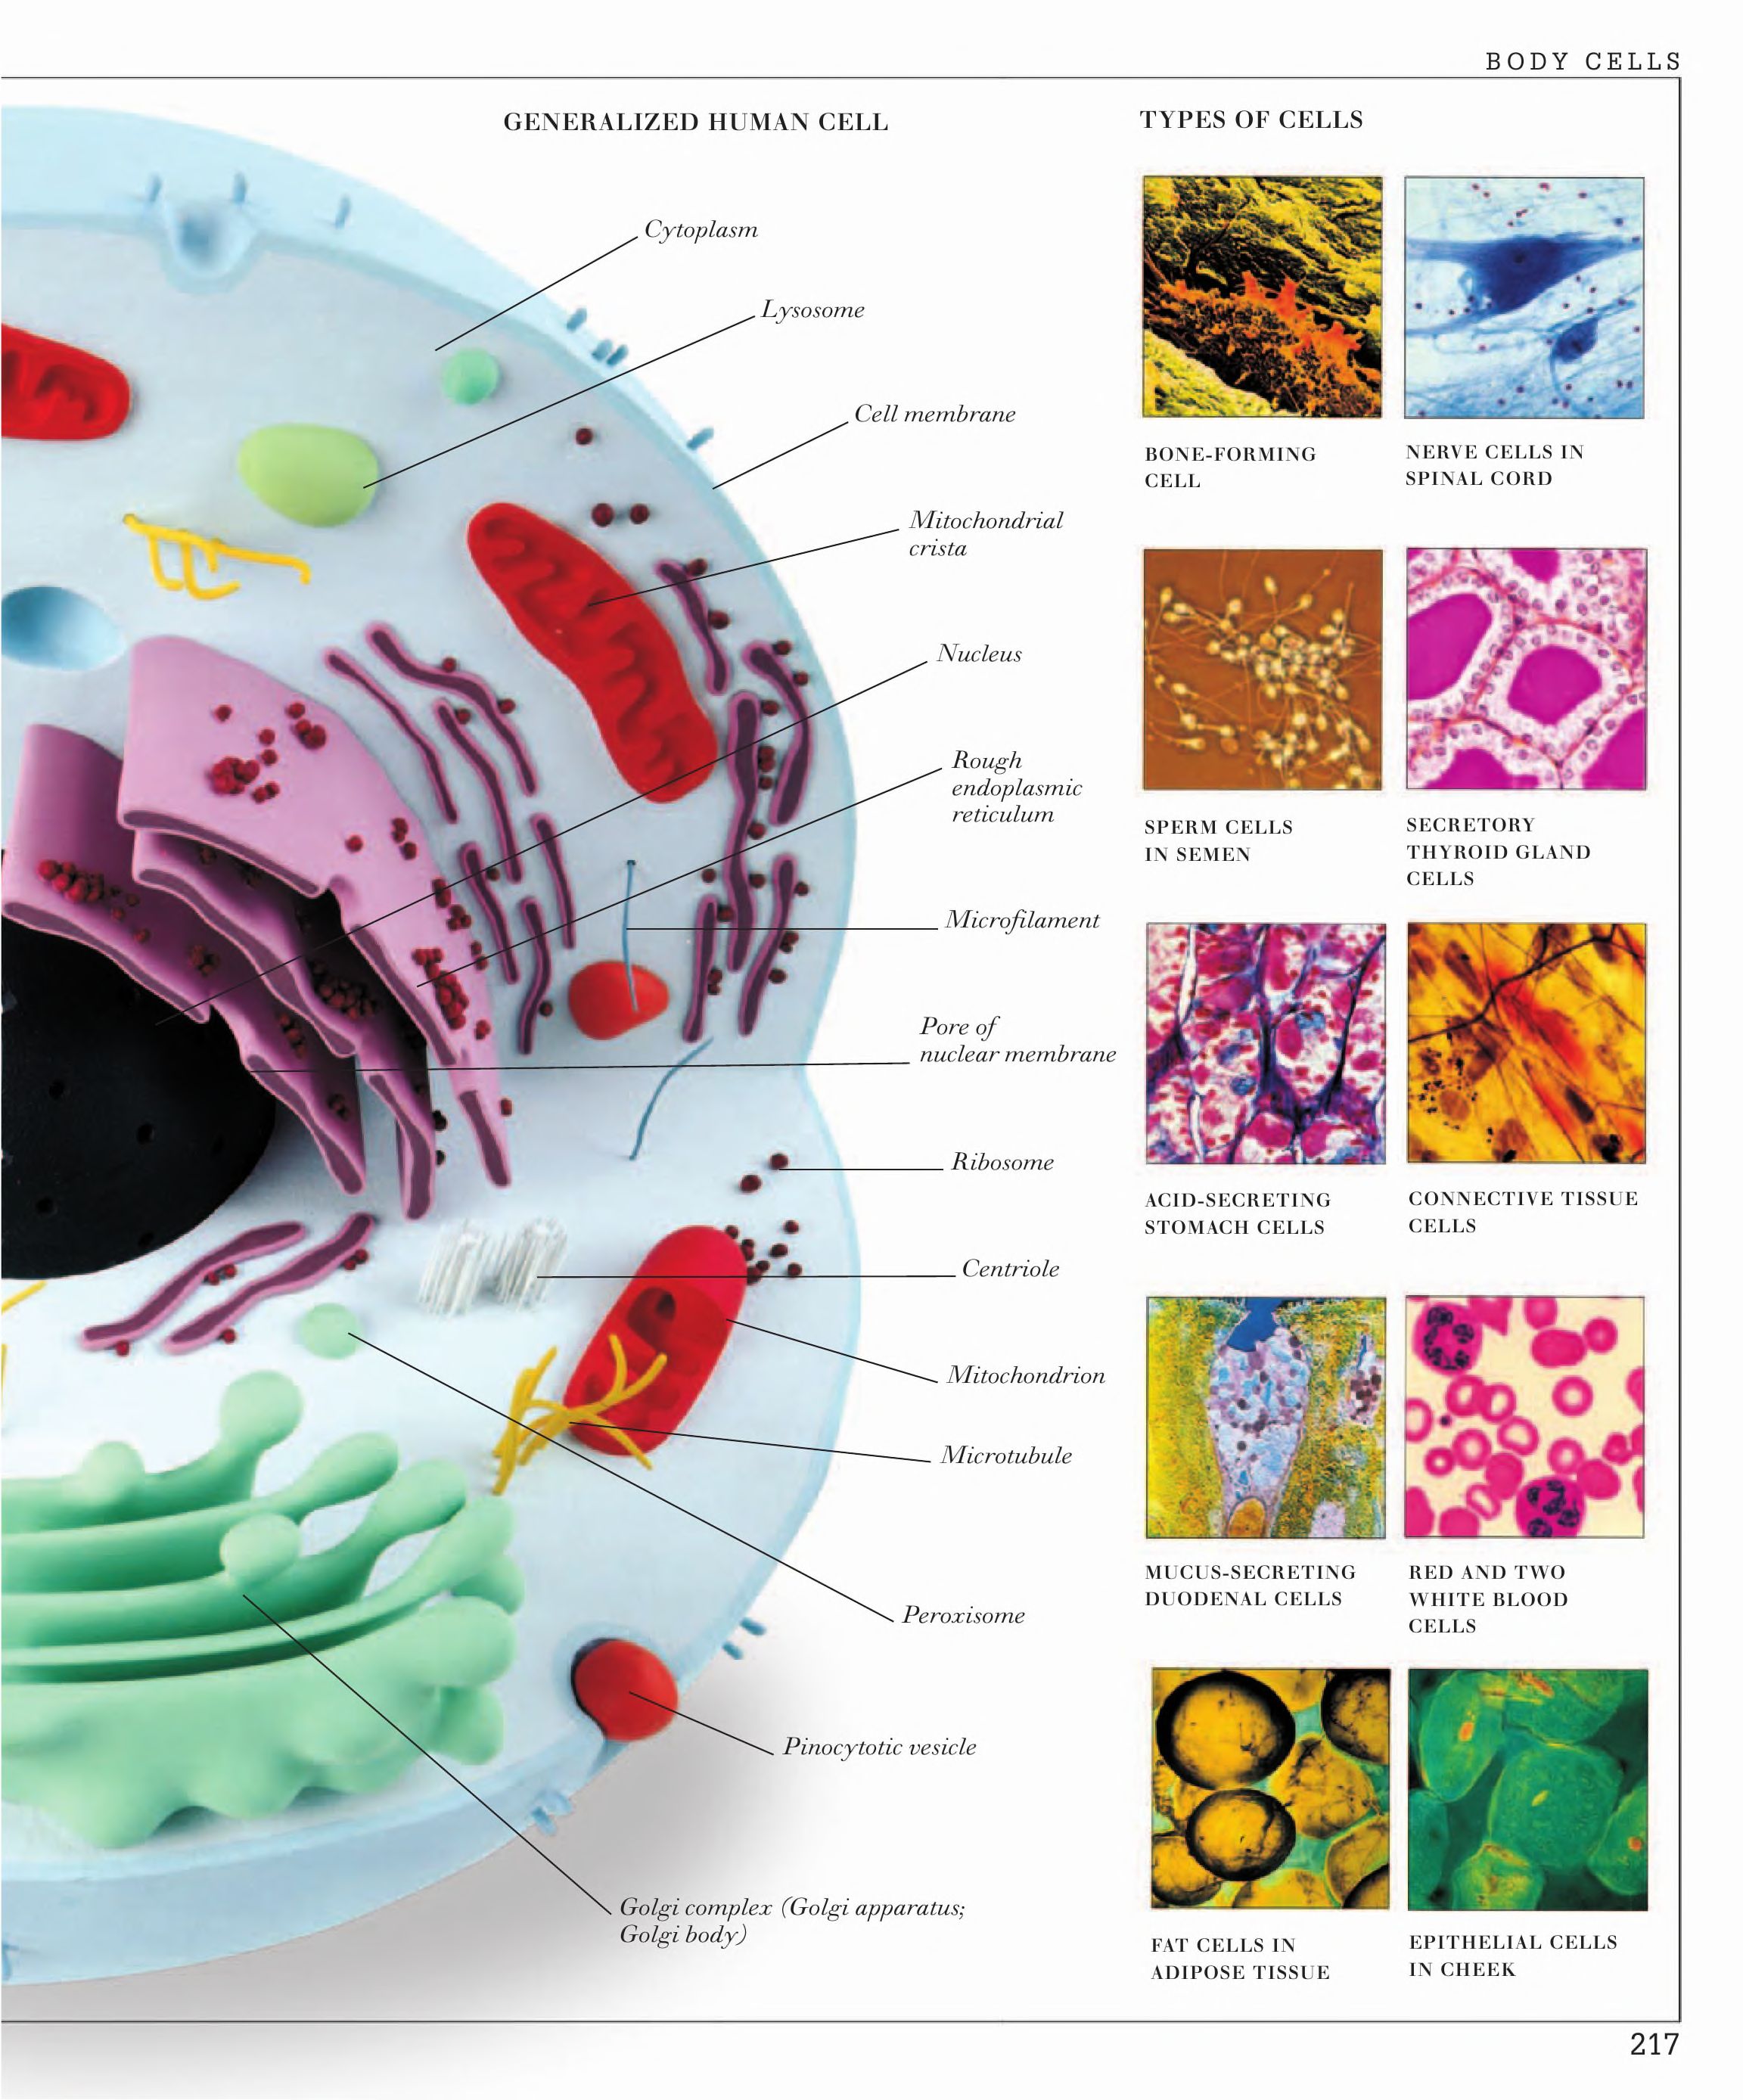 BODY CELLS
GENERALIZED HUMAN CELL
Cytoplasm
Lysosome
Cell membrane
Mitochondrial
crista
Nucleus
Rough
endoplasmic
reticulum
Microfilament
Pore of
nuclear membrane
Ribosome
Centriole
Mitochondrion
Microtubule
Peroxisome
Pinocytotic vesicle
Golgi complex (Golgi apparatus;
Golgi body)
TYPES OF CELLS
BONE-FORMING
CELL
NERVE CELLS IN
SPINAL CORD
SPERM CELLS
IN SEMEN
SECRETORY
THYROID GLAND
CELLS
ACID-SECRETING
STOMACH CELLS
CONNECTIVE TISSUE
CELLS
MUCUS-SECRETING
DUODENAL CELLS
RED AND TWO
WHITE BLOOD
CELLS
FAT CELLS IN
ADIPOSE TISSUE
EPITHELIAL CELLS
IN CHEEK
217